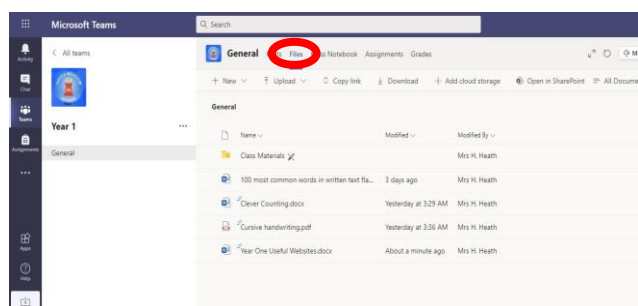 Microsoft Teams
Search
Activity
Chat
Teams
Assignments
Apps
Help
All teams
Year 1
General
General Files Notebook Assignments Grades
New Upload Copy link Download Add cloud storage Open in SharePoint All Docume
General
Name Modified Modified By
Class Materials Mrs H. Heath
100 most common words in written text fla... 3 days ago Mrs H. Heath
Clever Counting.docx Yesterday at 3:29 AM Mrs H. Heath
Cursive handwriting.pdf Yesterday at 3:36 AM Mrs H. Heath
Year One Useful Websites.docx About a minute ago Mrs H. Heath